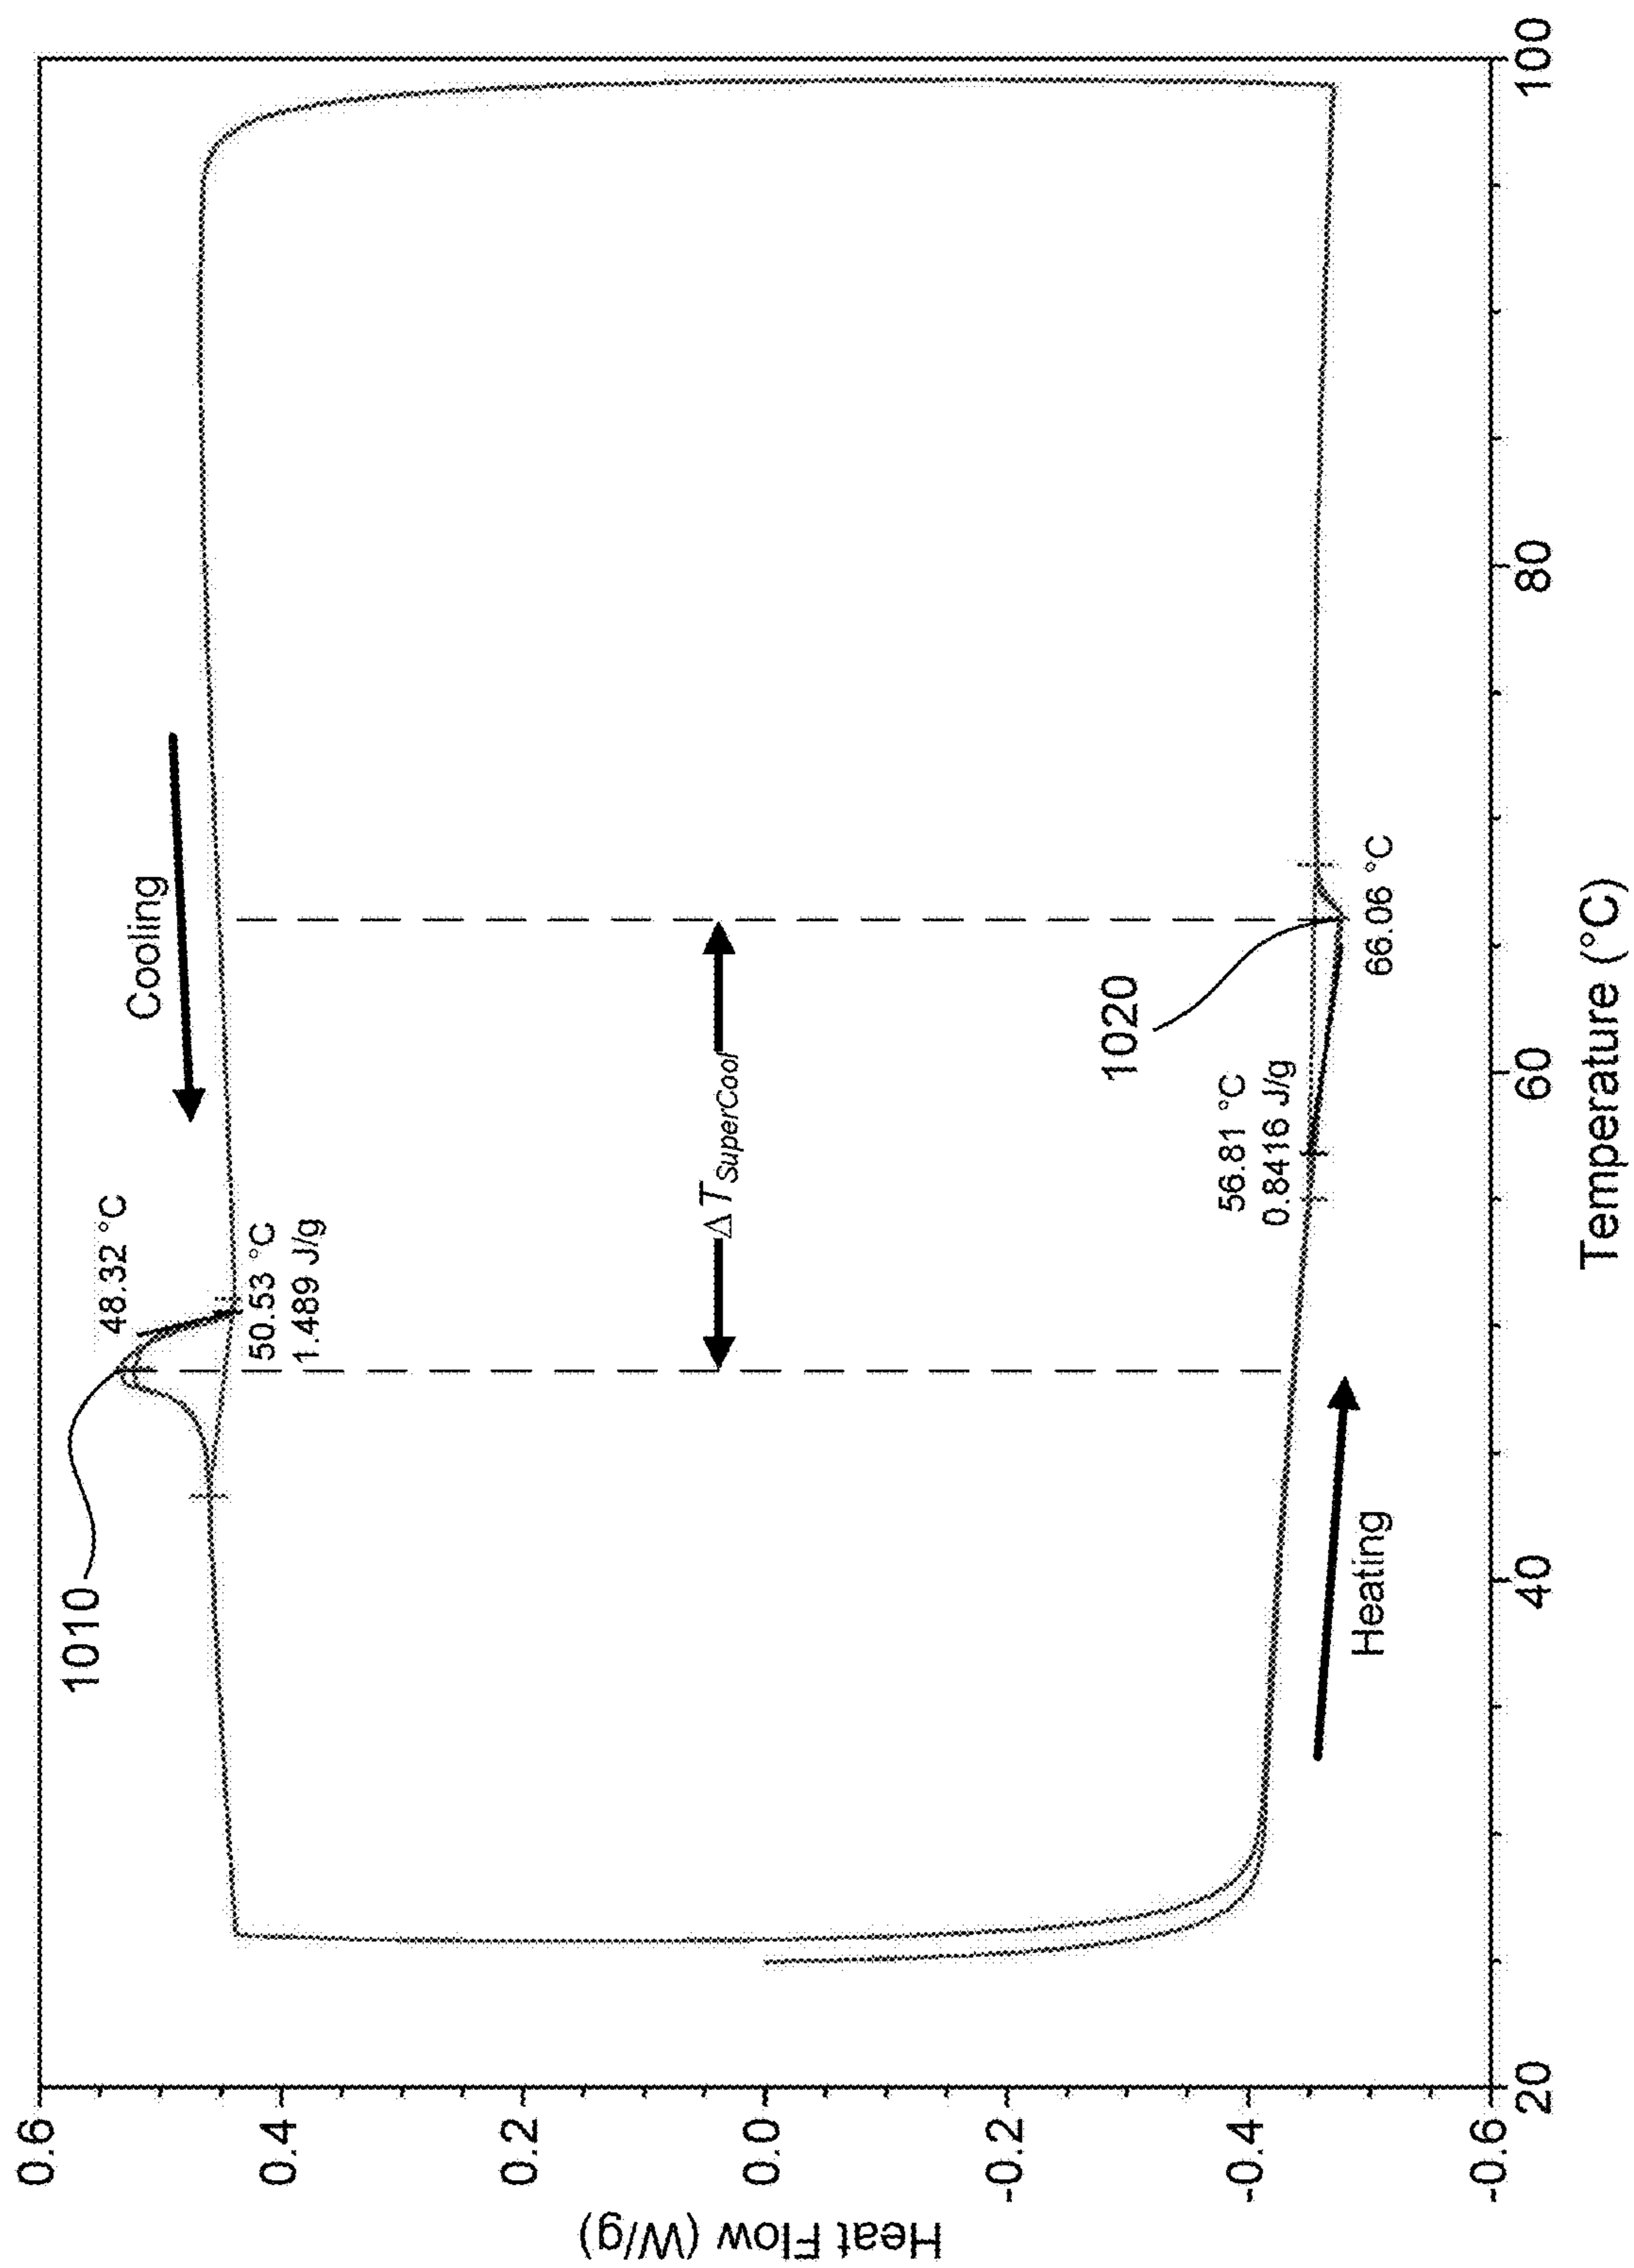 1010
48.32 °C
Cooling
50.53 °C
1.489 J/g
Δ T SuperCool
1020
56.81 °C
0.8416 J/g
66.06 °C
Heating
Heat Flow (W/g)
0.6
0.4
0.2
0.0
-0.2
-0.4
-0.6
20
40
60
80
100
Temperature (°C)